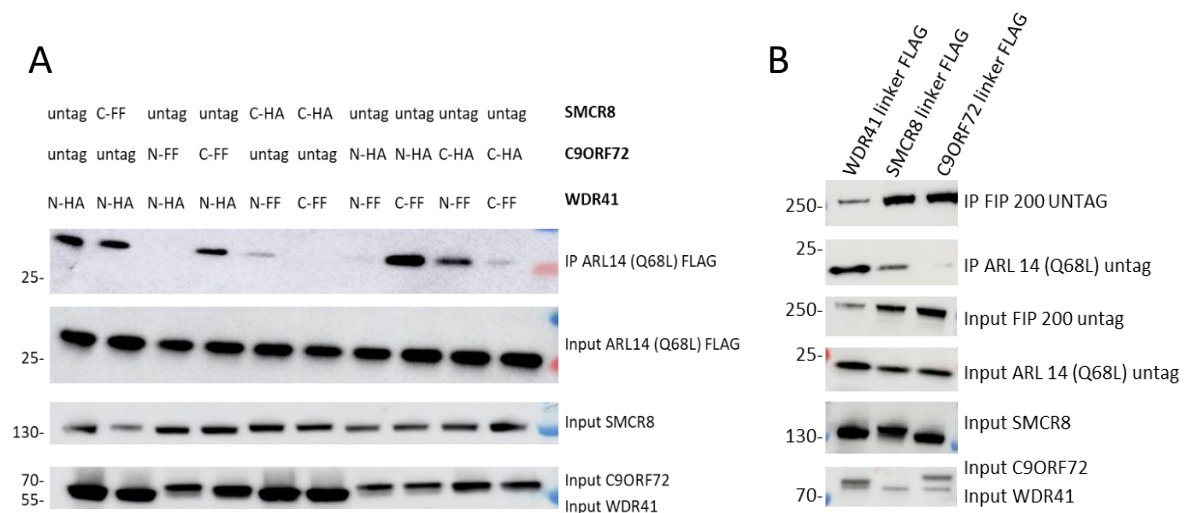 A
untag C-FF untag untag C-HA C-HA untag untag untag untag SMCR8
untag untag N-FF C-FF untag untag N-HA N-HA C-HA C-HA C9ORF72
N-HA N-HA N-HA N-HA N-FF C-FF N-FF C-FF N-FF C-FF WDR41
IP ARL14 (Q68L) FLAG
25-
Input ARL14 (Q68L) FLAG
25-
Input SMCR8
130-
70-
Input C9ORF72
55-
Input WDR41
B
WDR41 linker FLAG
SMCR8 linker FLAG
C9ORF72 linker FLAG
250-
IP FIP 200 UNTAG
25-
IP ARL 14 (Q68L) untag
250-
Input FIP 200 untag
25-
Input ARL 14 (Q68L) untag
Input SMCR8
130-
Input C9ORF72
70-
Input WDR41